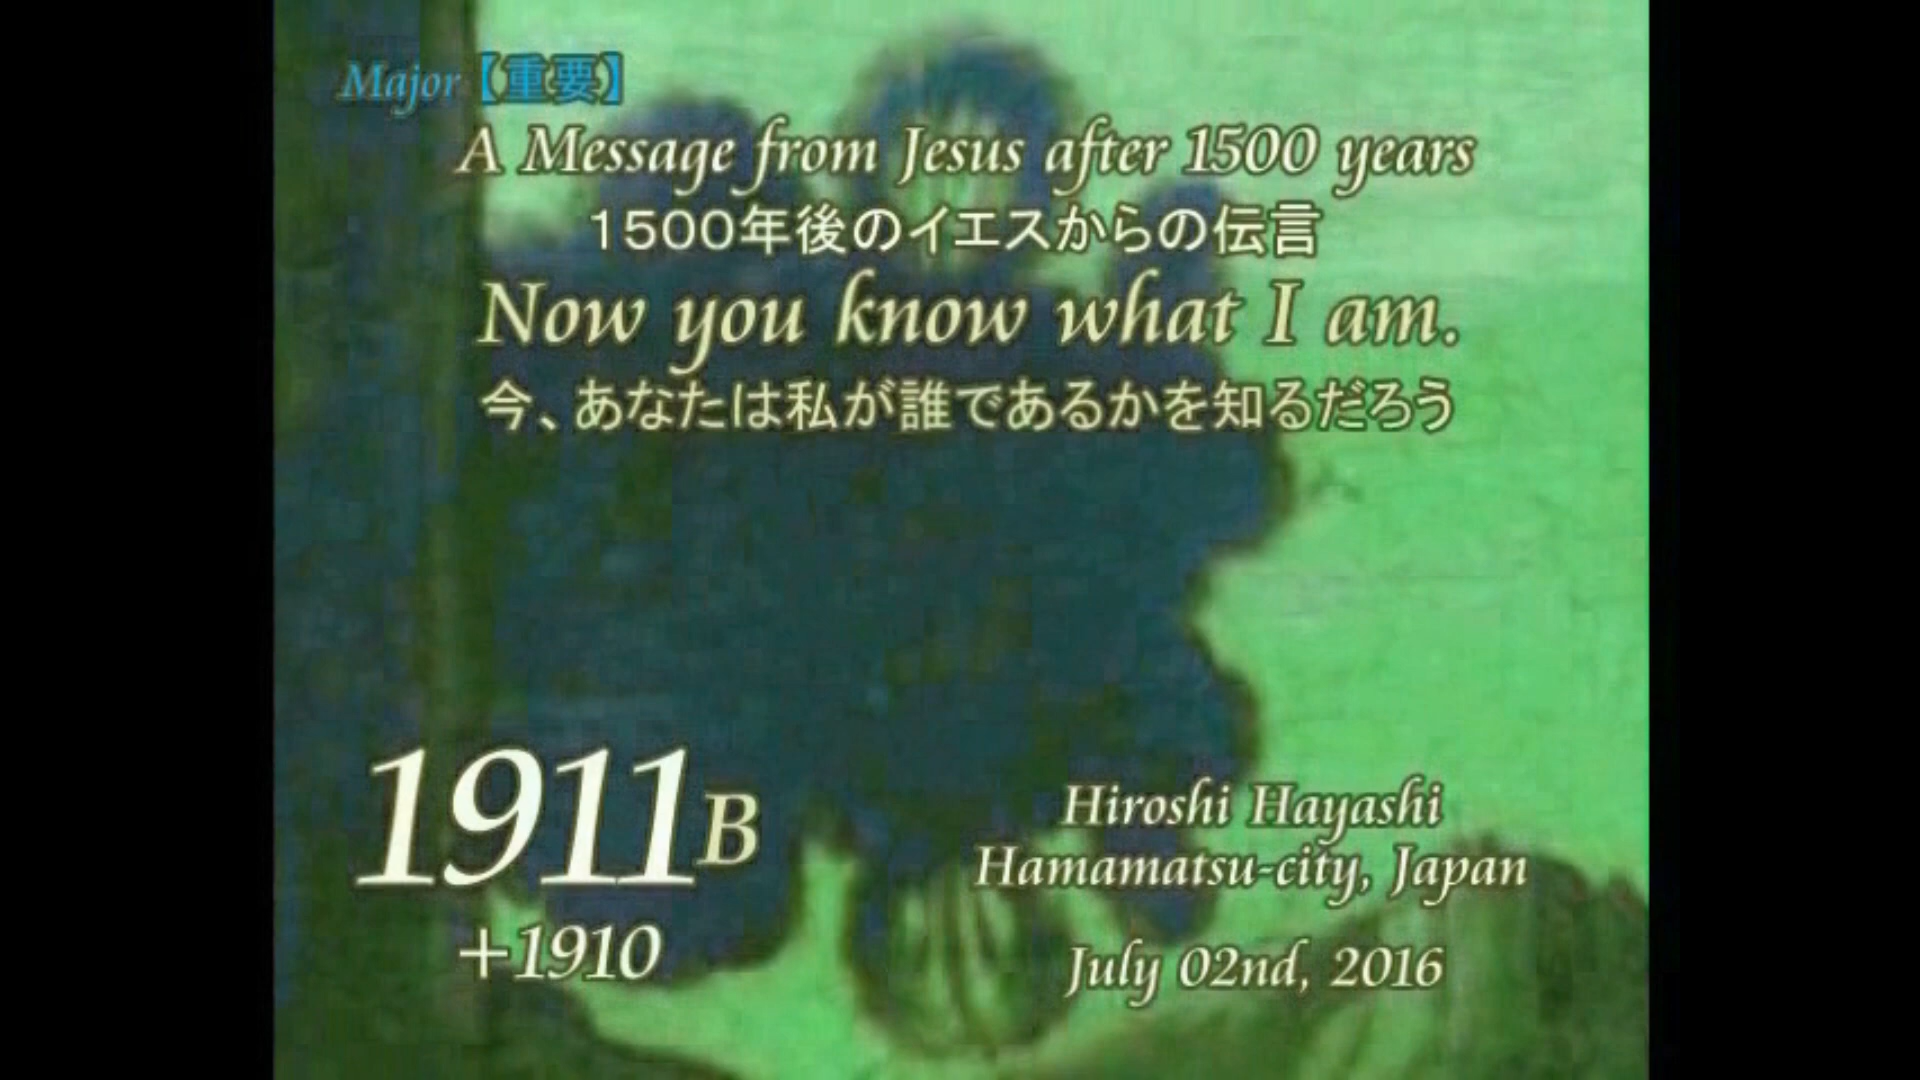 Major【重要】
A Message from Jesus after 1500 years
1500年後のイエスからの伝言
Now you know what I am.
今、あなたは私が誰であるかを知るだろう
1911B
+1910
Hiroshi Hayashi
Hamamatsu-city, Japan
July 02nd, 2016